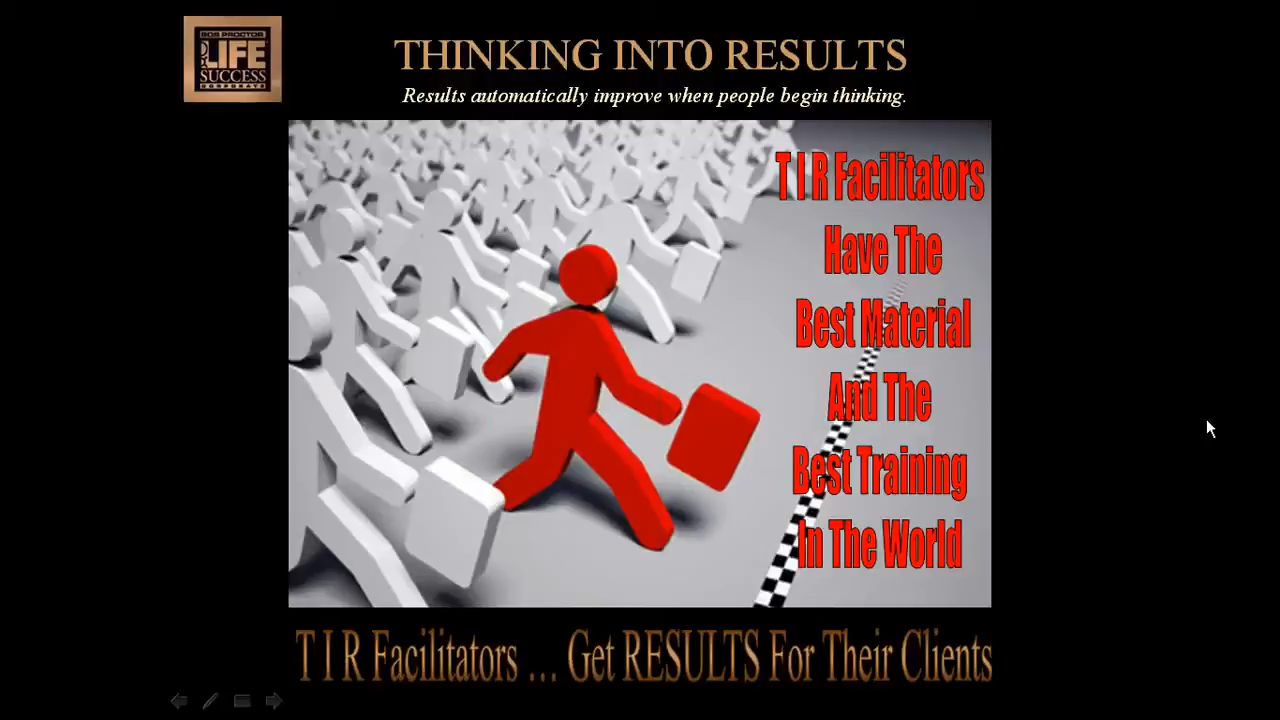 BOB PROCTOR
LIFE
SUCCESS
CORPORATE
THINKING INTO RESULTS
Results automatically improve when people begin thinking.
T I R Facilitators
Have The
Best Material
And The
Best Training
In The World
T I R Facilitators ... Get RESULTS For Their Clients